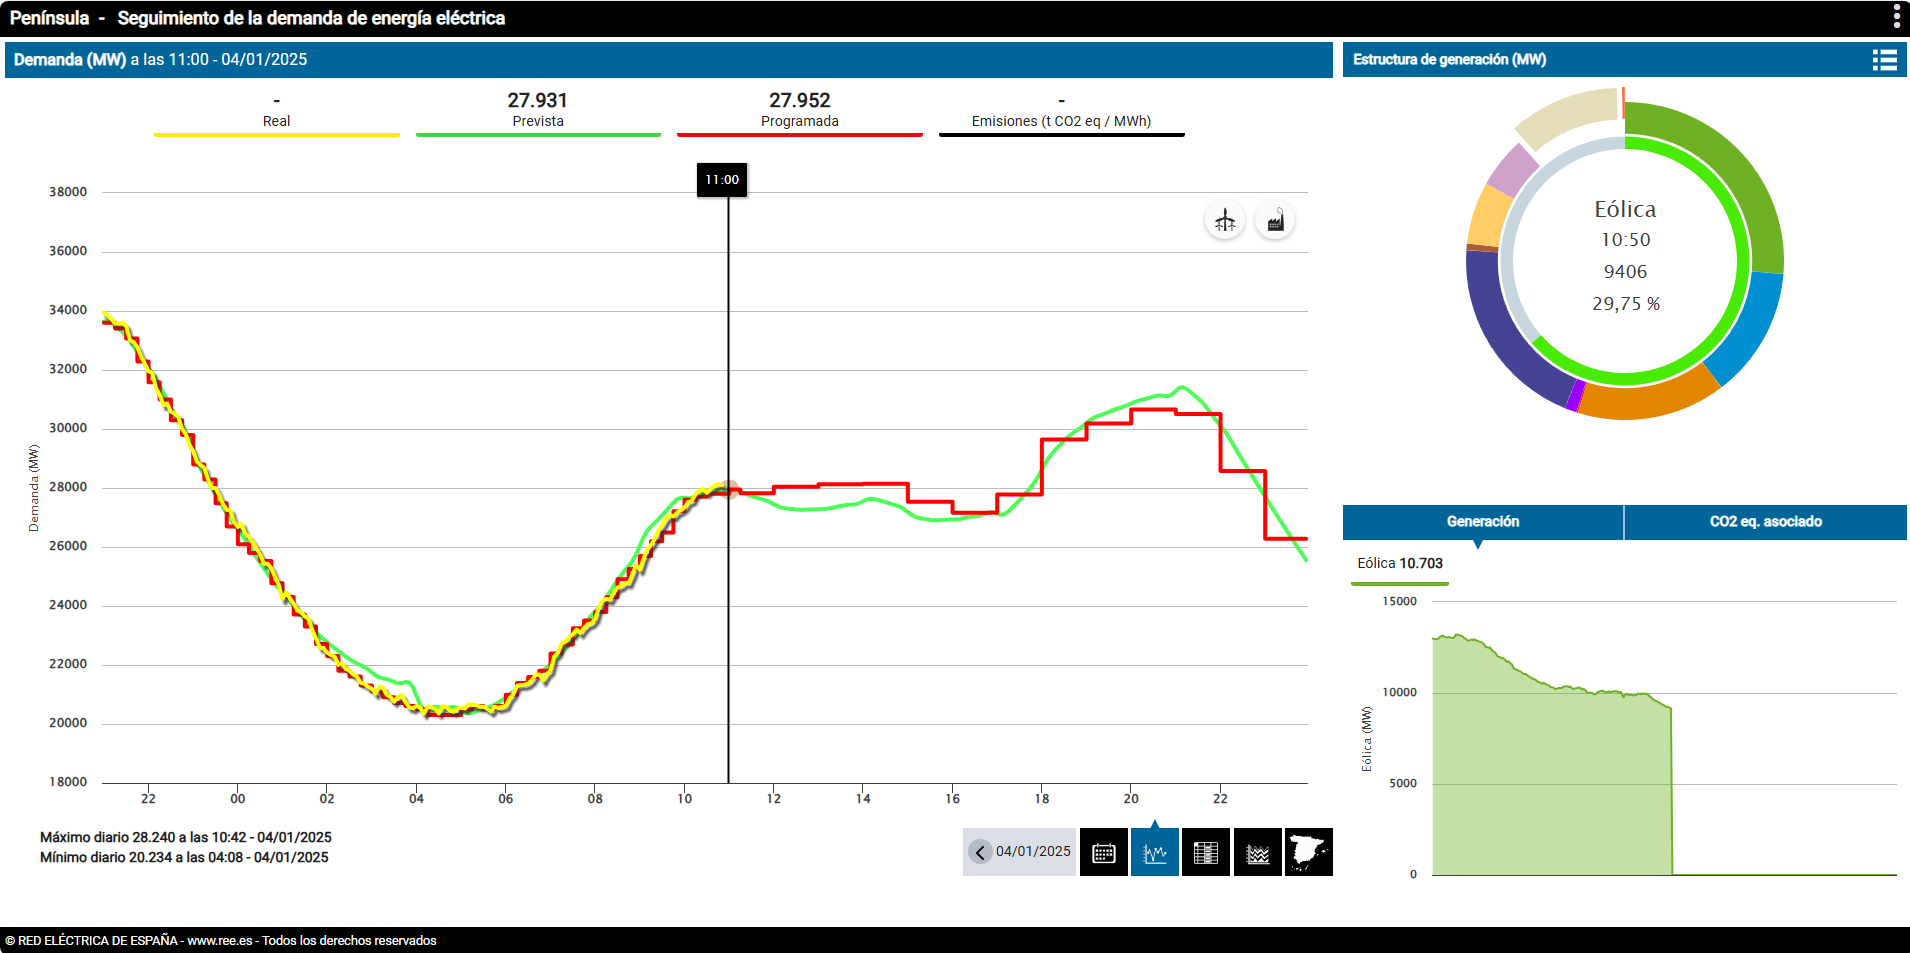 Península - Seguimiento de la demanda de energía eléctrica
Demanda (MW) a las 11:00 - 04/01/2025
-
Real
27.931
Prevista
27.952
Programada
-
Emisiones (t CO2 eq / MWh)
11:00
Demanda (MW)
38000
36000
34000
32000
30000
28000
26000
24000
22000
20000
18000
22
00
02
04
06
08
10
12
14
16
18
20
22
Máximo diario 28.240 a las 10:42 - 04/01/2025
Mínimo diario 20.234 a las 04:08 - 04/01/2025
04/01/2025
Estructura de generación (MW)
Eólica
10:50
9406
29,75 %
Generación
CO2 eq. asociado
Eólica 10.703
Eólica (MW)
15000
10000
5000
0
© RED ELÉCTRICA DE ESPAÑA - www.ree.es - Todos los derechos reservados